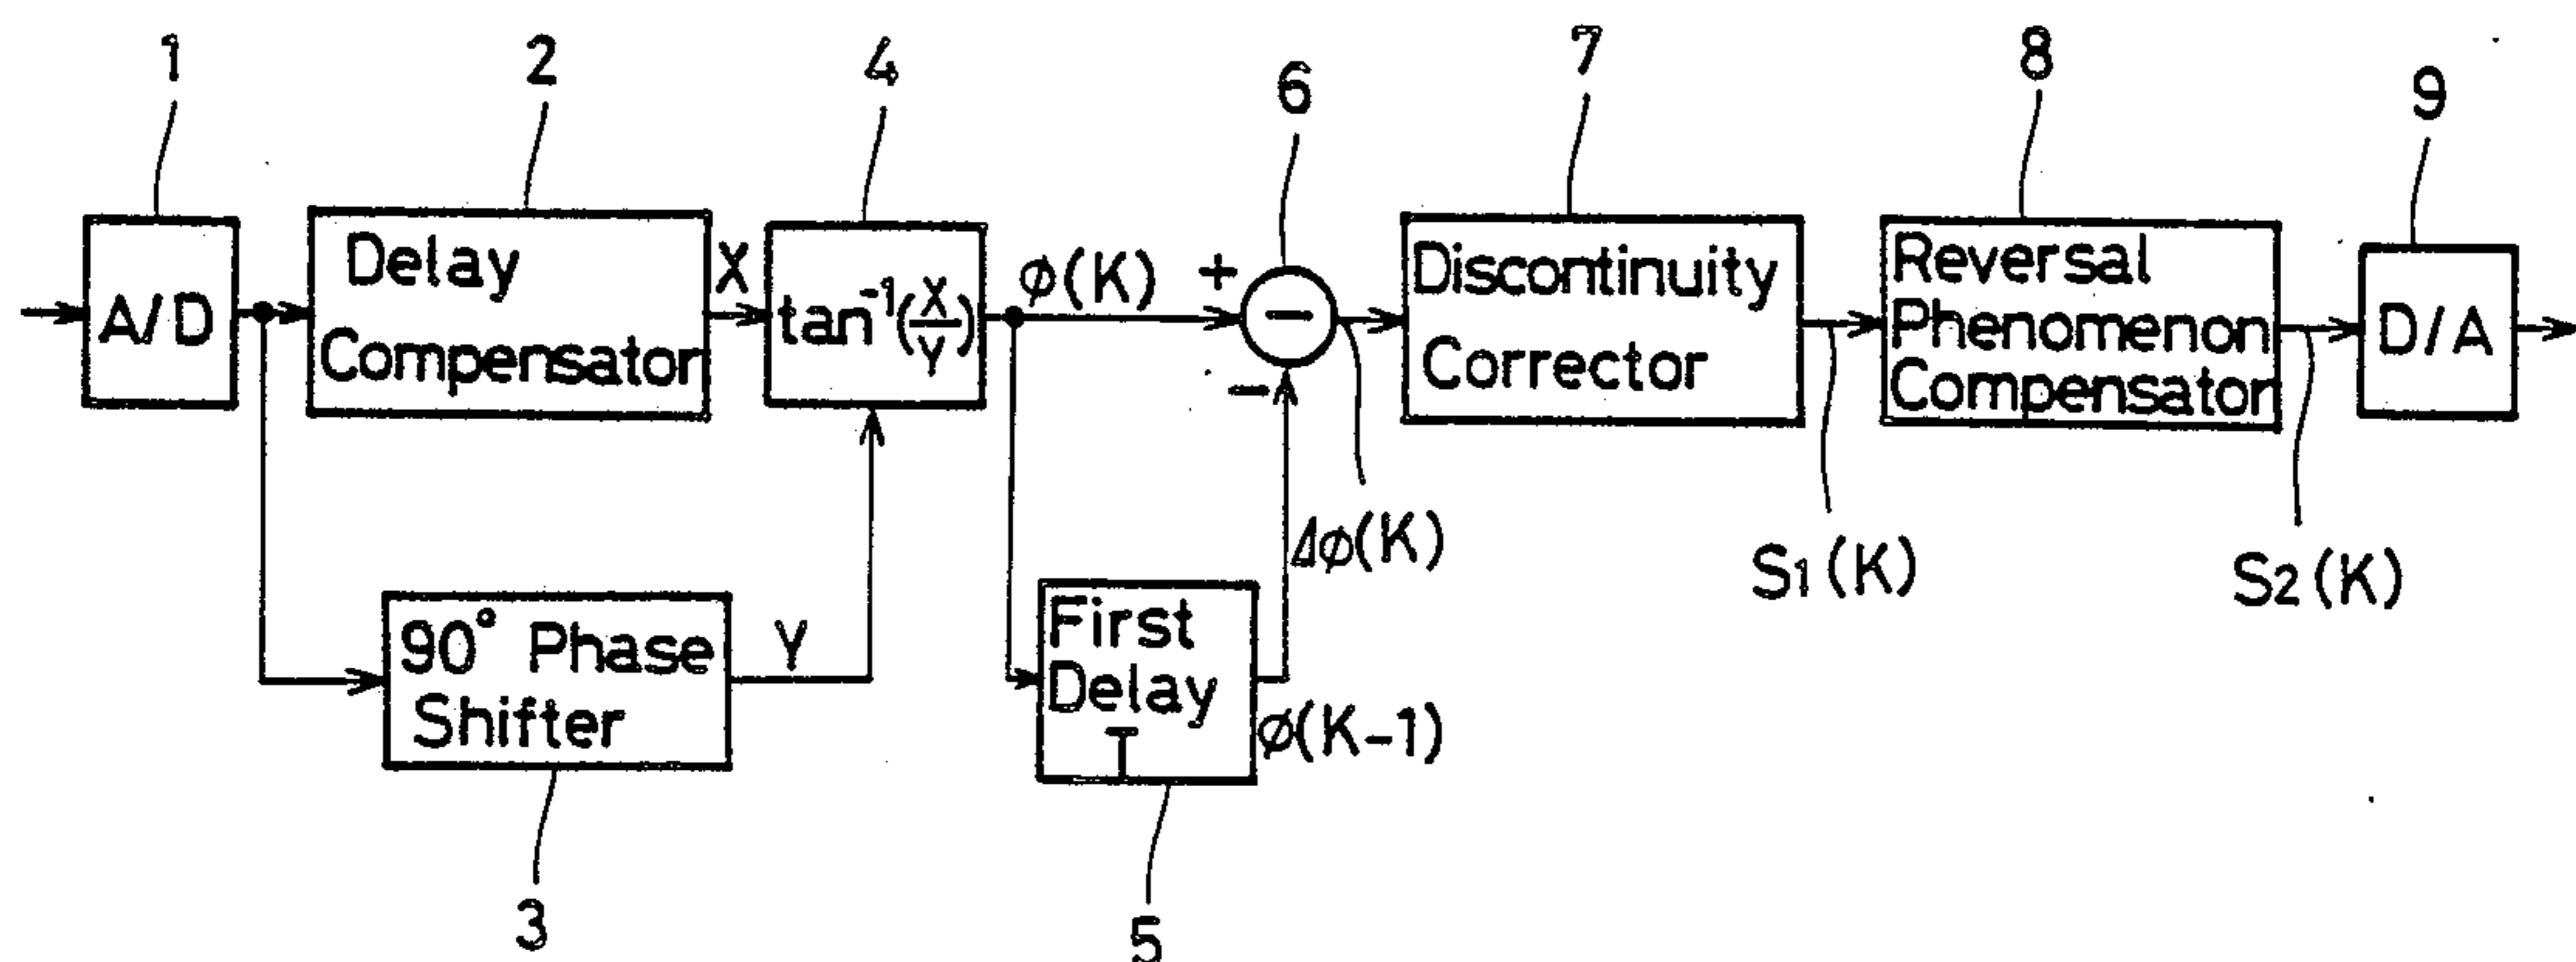 1
2
4
6
7
8
9
A/D
Delay
Compensator
X
tan⁻¹(X/Y)
ϕ(K)
+
−
−
Discontinuity
Corrector
Reversal
Phenomenon
Compensator
D/A
Δϕ(K)
S1(K)
S2(K)
90° Phase
Shifter
Y
First
Delay
T
ϕ(K-1)
3
5